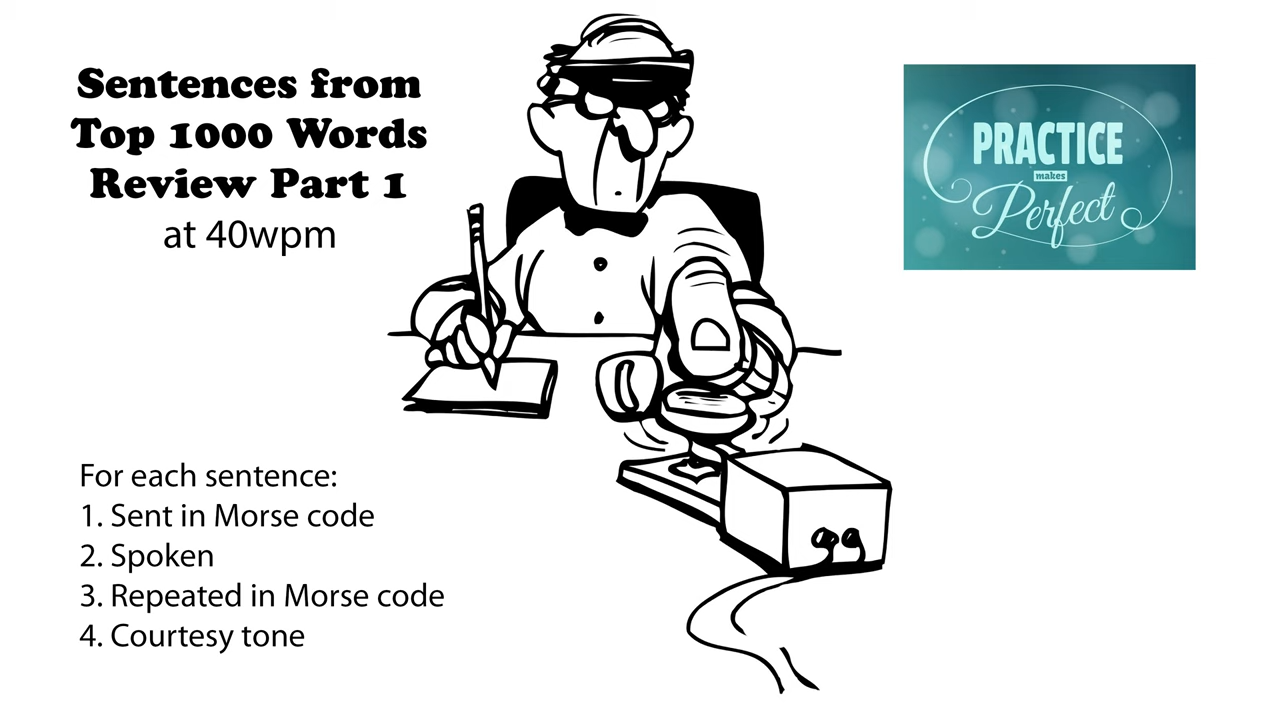 Sentences from
Top 1000 Words
Review Part 1
at 40wpm
PRACTICE
makes
Perfect
For each sentence:
1. Sent in Morse code
2. Spoken
3. Repeated in Morse code
4. Courtesy tone